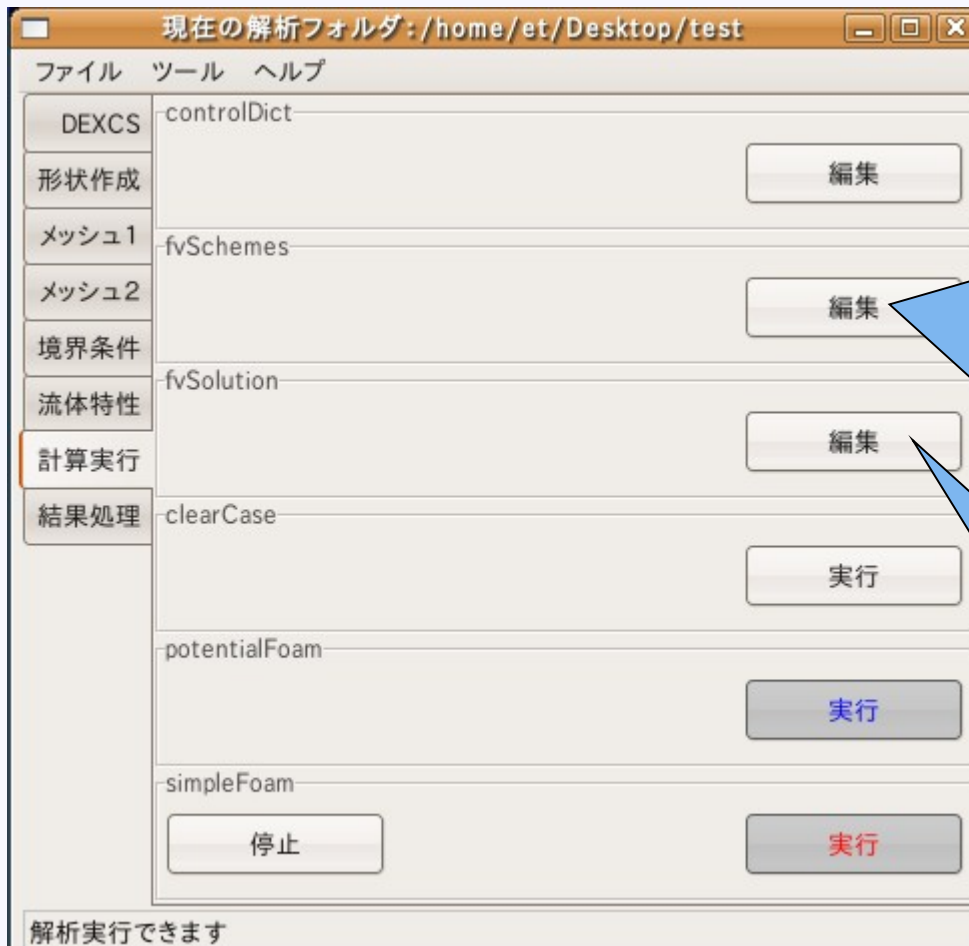 現在の解析フォルダ:/home/et/Desktop/test
ファイル ツール ヘルプ
DEXCS
形状作成
メッシュ1
メッシュ2
境界条件
流体特性
計算実行
結果処理
controlDict
編集
fvSchemes
編集
fvSolution
編集
clearCase
実行
potentialFoam
実行
simpleFoam
停止 実行
解析実行できます